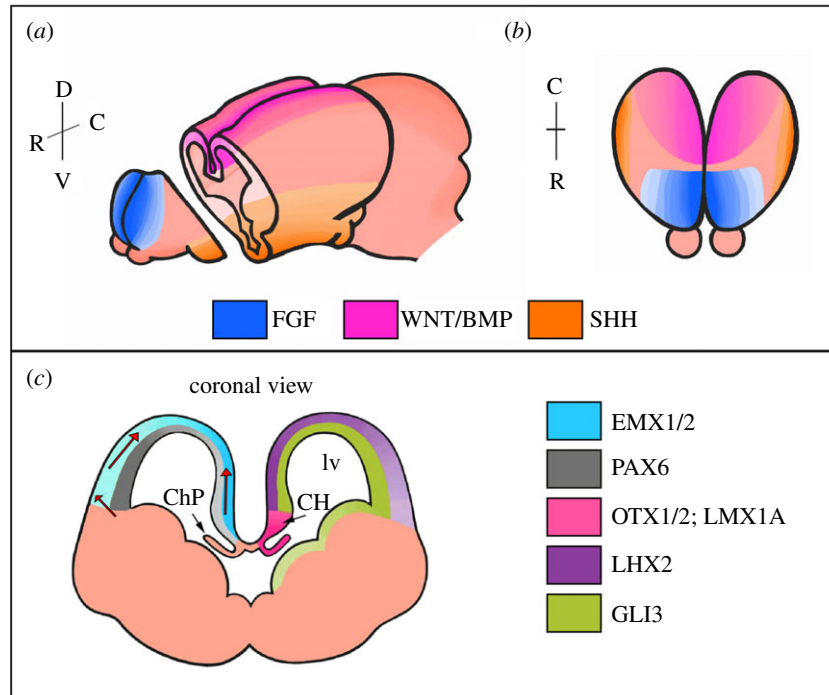 (a)
(b)
D
C
R
V
C
R
FGF
WNT/BMP
SHH
(c)
coronal view
EMX1/2
PAX6
OTX1/2; LMX1A
LHX2
GLI3
lv
ChP
CH